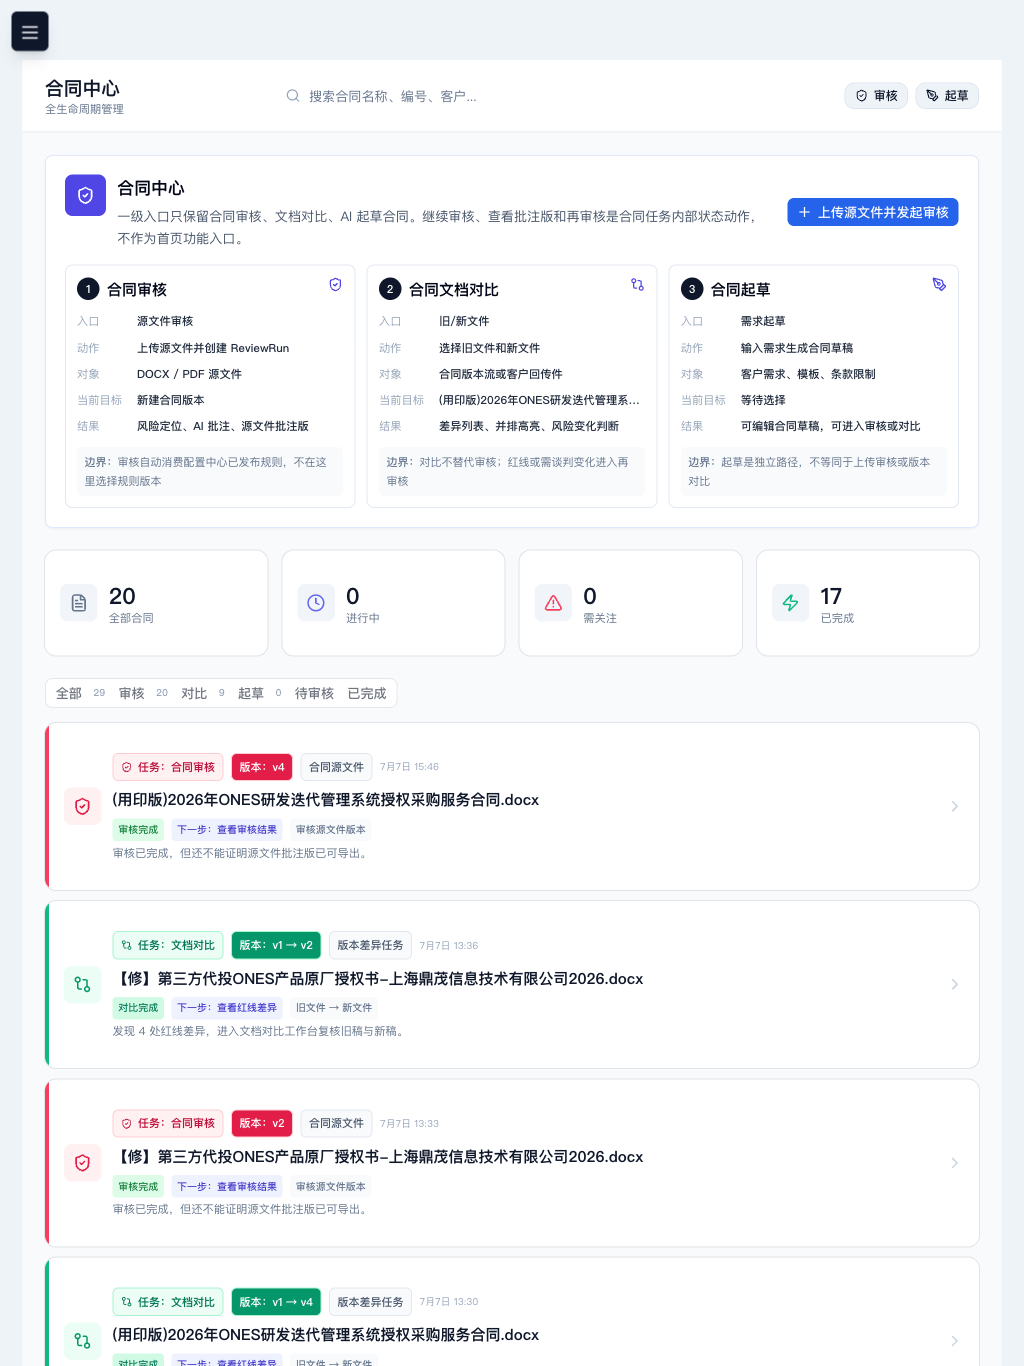 合同中心
全生命周期管理
搜索合同名称、编号、客户...
审核
起草
合同中心
一级入口只保留合同审核、文档对比、AI 起草合同。继续审核、查看批注版和再审核是合同任务内部状态动作，
不作为首页功能入口。
上传源文件并发起审核
1 合同审核
入口 源文件审核
动作 上传源文件并创建 ReviewRun
对象 DOCX / PDF 源文件
当前目标 新建合同版本
结果 风险定位、AI 批注、源文件批注版
边界：审核自动消费配置中心已发布规则，不在这
里选择规则版本
2 合同文档对比
入口 旧/新文件
动作 选择旧文件和新文件
对象 合同版本流或客户回传件
当前目标 (用印版)2026年ONES研发迭代管理系...
结果 差异列表、并排高亮、风险变化判断
边界：对比不替代审核；红线或需谈判变化进入再
审核
3 合同起草
入口 需求起草
动作 输入需求生成合同草稿
对象 客户需求、模板、条款限制
当前目标 等待选择
结果 可编辑合同草稿，可进入审核或对比
边界：起草是独立路径，不等同于上传审核或版本
对比
20
全部合同
0
进行中
0
需关注
17
已完成
全部 29 审核 20 对比 9 起草 0 待审核 已完成
任务：合同审核 版本：v4 合同源文件 7月7日 15:46
(用印版)2026年ONES研发迭代管理系统授权采购服务合同.docx
审核完成 下一步：查看审核结果 审核源文件版本
审核已完成，但还不能证明源文件批注版已可导出。
任务：文档对比 版本：v1 → v2 版本差异任务 7月7日 13:36
【修】第三方代投ONES产品原厂授权书-上海鼎茂信息技术有限公司2026.docx
对比完成 下一步：查看红线差异 旧文件 → 新文件
发现 4 处红线差异，进入文档对比工作台复核旧稿与新稿。
任务：合同审核 版本：v2 合同源文件 7月7日 13:33
【修】第三方代投ONES产品原厂授权书-上海鼎茂信息技术有限公司2026.docx
审核完成 下一步：查看审核结果 审核源文件版本
审核已完成，但还不能证明源文件批注版已可导出。
任务：文档对比 版本：v1 → v4 版本差异任务 7月7日 13:30
(用印版)2026年ONES研发迭代管理系统授权采购服务合同.docx
对比完成 下一步：查看红线差异 旧文件 → 新文件